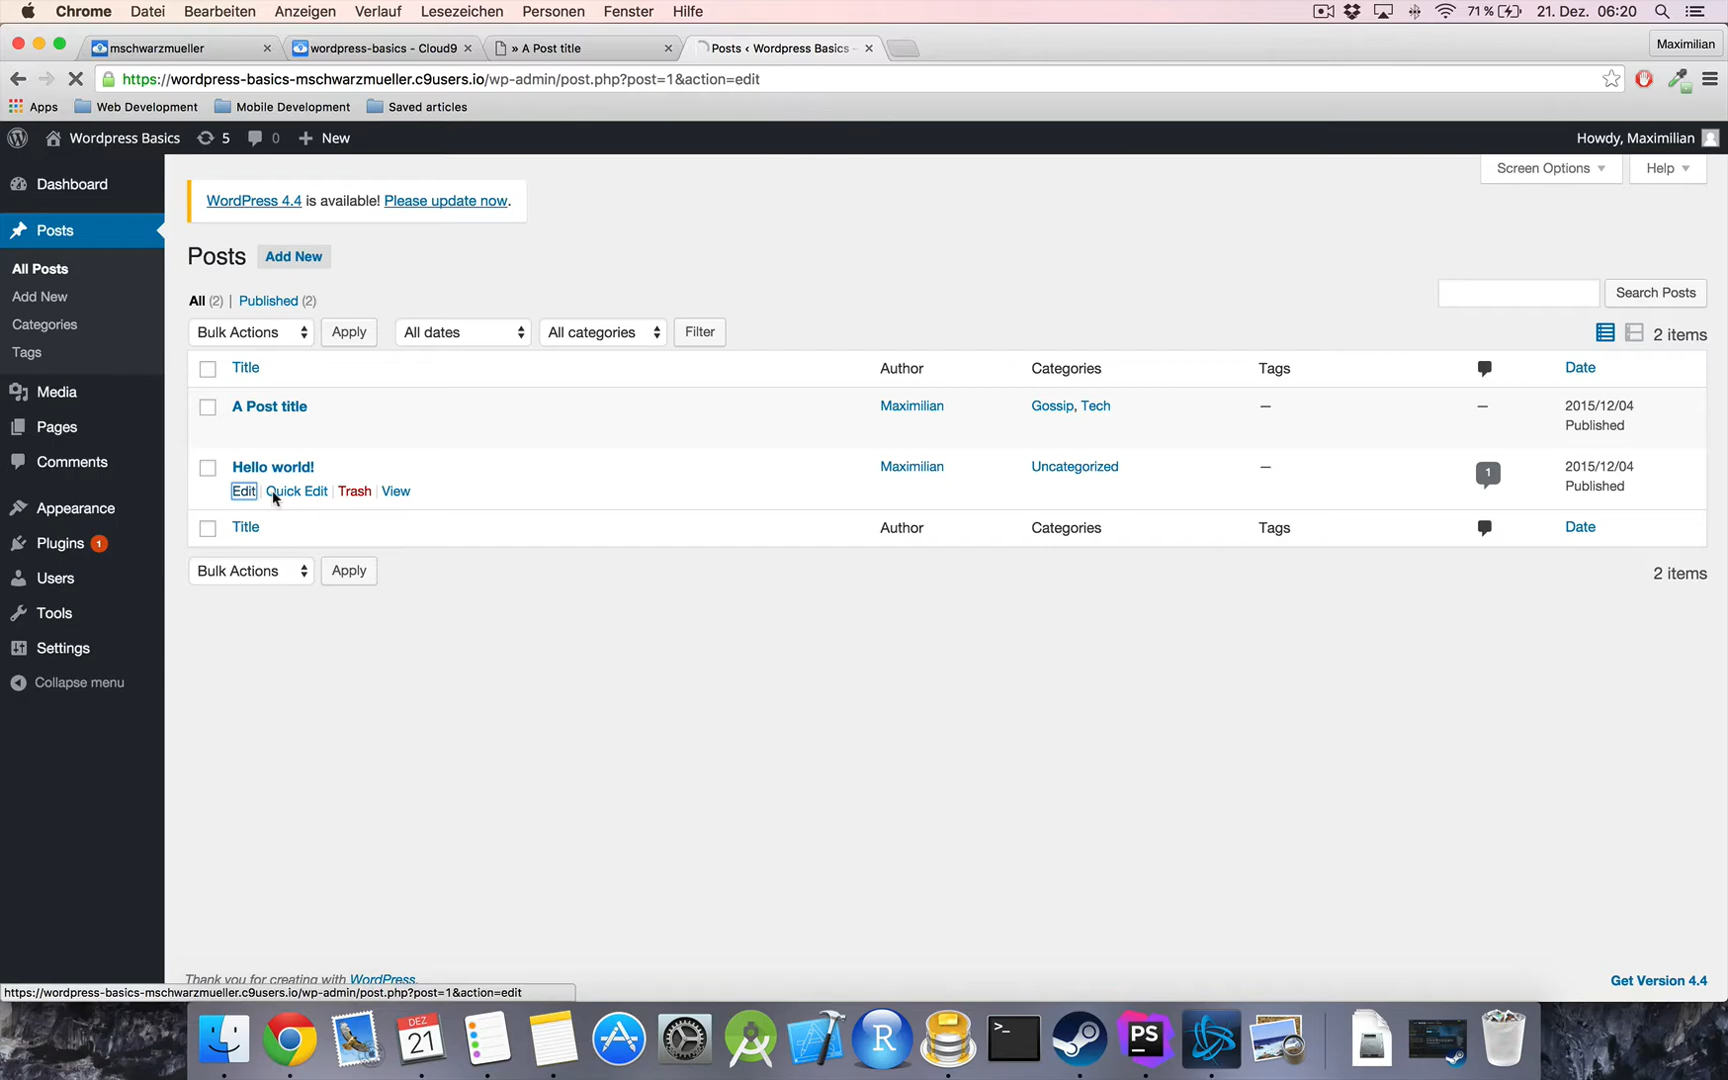 Chrome Datei Bearbeiten Anzeigen Verlauf Lesezeichen Personen Fenster Hilfe 71 % 21. Dez. 06:20
mschwarzmueller wordpress-basics - Cloud9 » A Post title Posts ‹ Wordpress Basics - Maximilian
https://wordpress-basics-mschwarzmueller.c9users.io/wp-admin/post.php?post=1&action=edit
Apps Web Development Mobile Development Saved articles
Wordpress Basics 5 0 New Howdy, Maximilian
Screen Options Help
WordPress 4.4 is available! Please update now.
Posts Add New
All (2) | Published (2)
Search Posts
Bulk Actions Apply All dates All categories Filter 2 items
Title Author Categories Tags Date
A Post title Maximilian Gossip, Tech — — 2015/12/04
Published
Hello world! Maximilian Uncategorized — 1 2015/12/04
Published
Edit | Quick Edit | Trash | View
Title Author Categories Tags Date
Bulk Actions Apply 2 items
Dashboard
Posts
All Posts
Add New
Categories
Tags
Media
Pages
Comments
Appearance
Plugins 1
Users
Tools
Settings
Collapse menu
Thank you for creating with WordPress. Get Version 4.4
https://wordpress-basics-mschwarzmueller.c9users.io/wp-admin/post.php?post=1&action=edit
DEZ
21
R
>_
PS